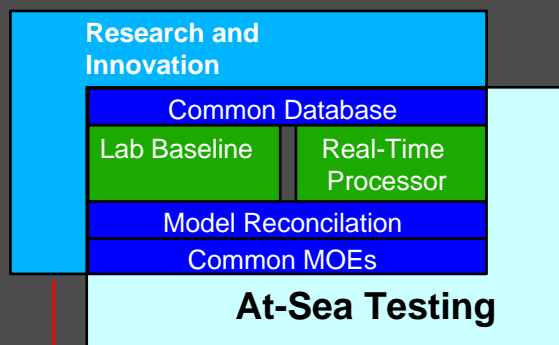 Research and
Innovation
Common Database
Lab Baseline
Real-Time
Processor
Model Reconcilation
Common MOEs
At-Sea Testing